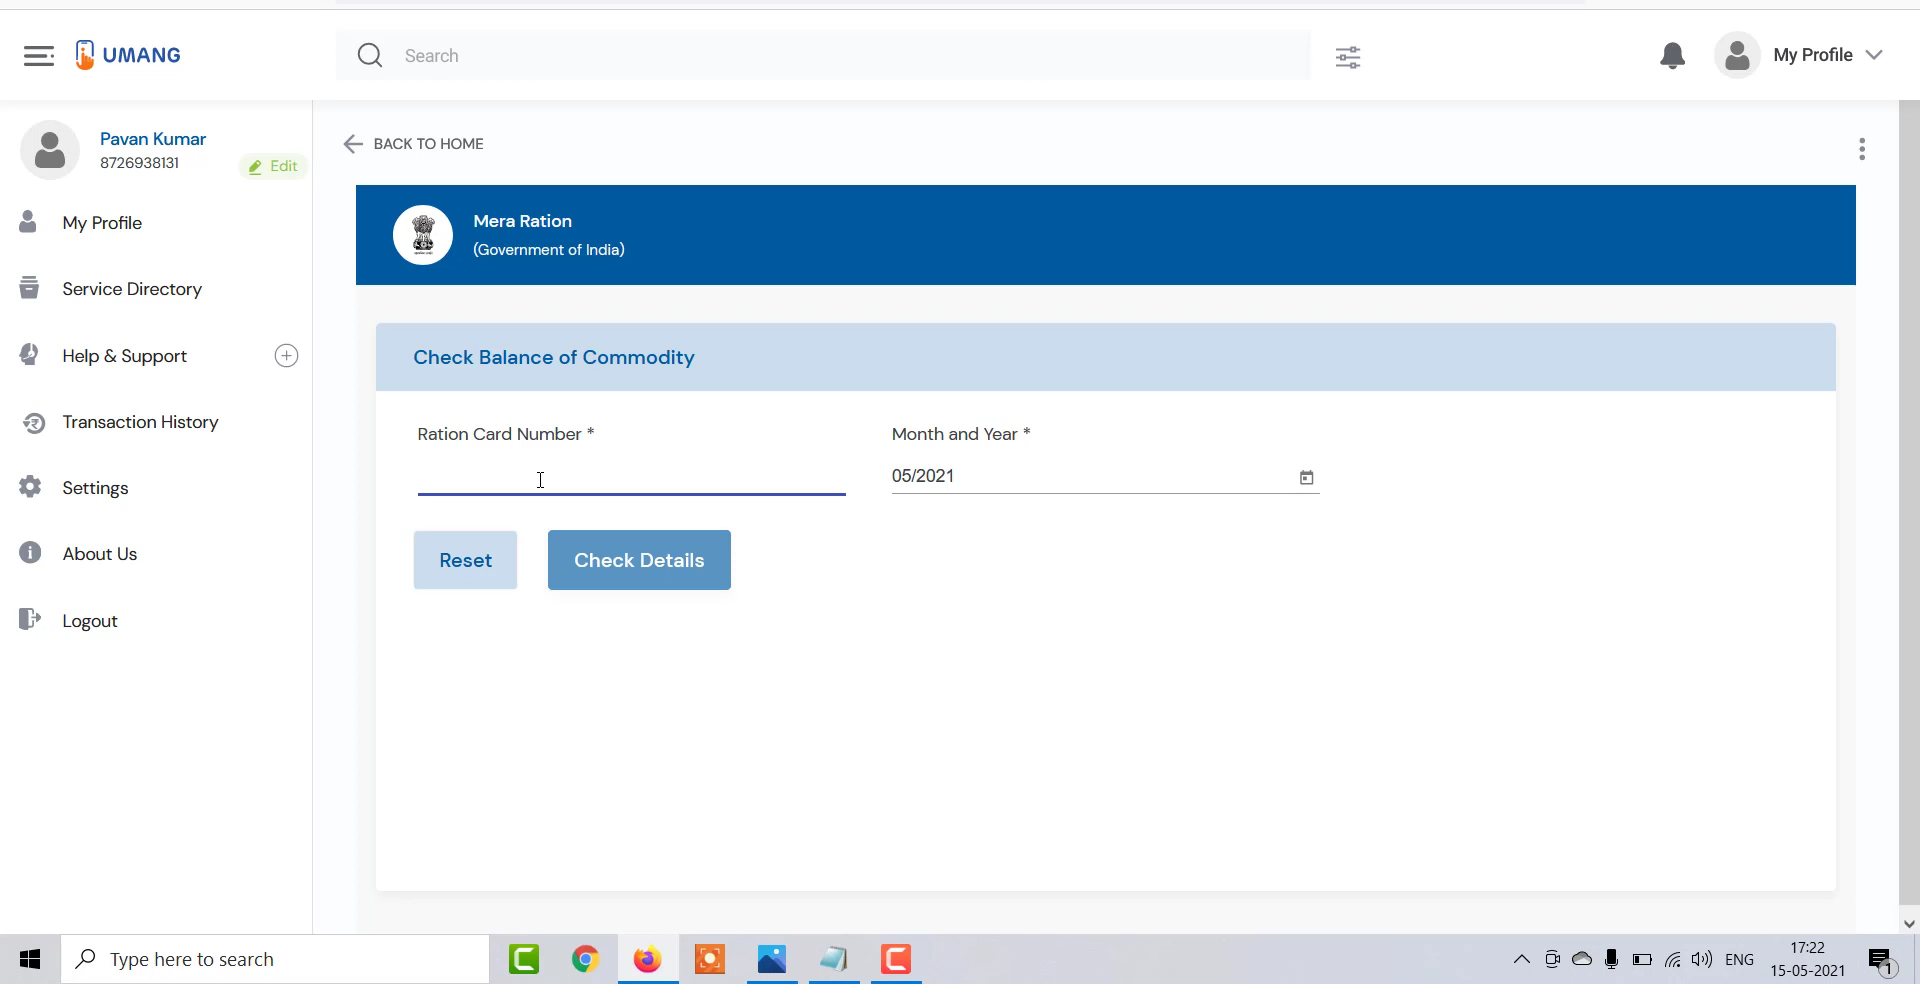 UMANG
Search
My Profile
Pavan Kumar
8726938131
Edit
My Profile
Service Directory
Help & Support
Transaction History
Settings
About Us
Logout
BACK TO HOME
Mera Ration
(Government of India)
Check Balance of Commodity
Ration Card Number *
Month and Year *
05/2021
Reset
Check Details
Type here to search
ENG
17:22
15-05-2021
1